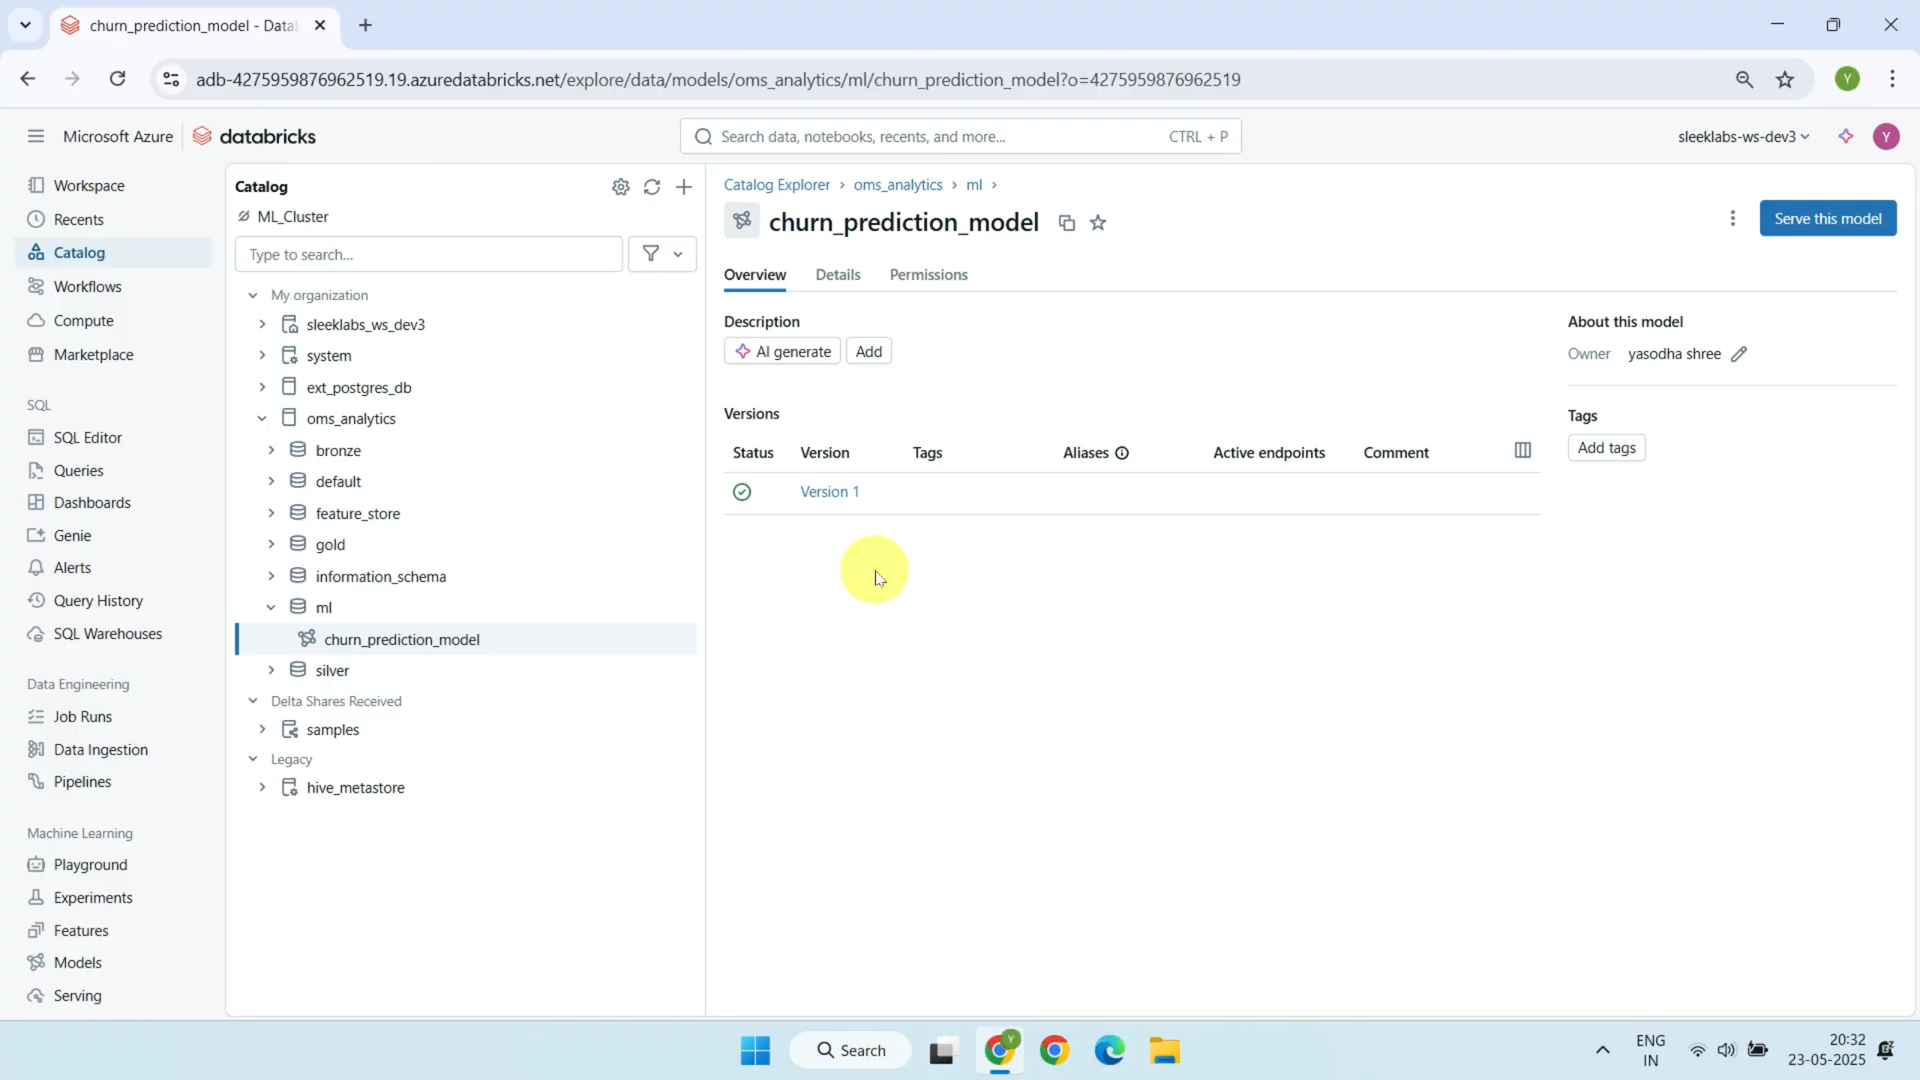 churn_prediction_model - Datal
adb-4275959876962519.19.azuredatabricks.net/explore/data/models/oms_analytics/ml/churn_prediction_model?o=4275959876962519
Y
Microsoft Azure
databricks
Search data, notebooks, recents, and more...
CTRL + P
sleeklabs-ws-dev3
Y
Workspace
Recents
Catalog
Workflows
Compute
Marketplace
SQL
SQL Editor
Queries
Dashboards
Genie
Alerts
Query History
SQL Warehouses
Data Engineering
Job Runs
Data Ingestion
Pipelines
Machine Learning
Playground
Experiments
Features
Models
Serving
Catalog
ML_Cluster
Type to search...
My organization
sleeklabs_ws_dev3
system
ext_postgres_db
oms_analytics
bronze
default
feature_store
gold
information_schema
ml
churn_prediction_model
silver
Delta Shares Received
samples
Legacy
hive_metastore
Catalog Explorer › oms_analytics › ml ›
churn_prediction_model
Serve this model
Overview Details Permissions
Description
AI generate Add
Versions
Status Version Tags Aliases Active endpoints Comment
Version 1
About this model
Owner yasodha shree
Tags
Add tags
Search
Y
ENG
IN
20:32
23-05-2025